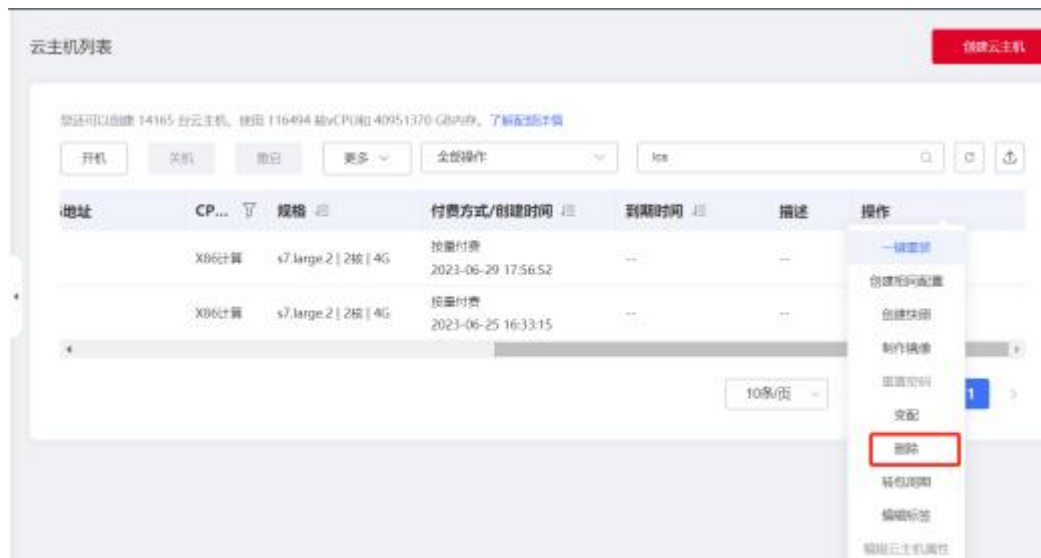 云主机列表
创建云主机
您还可以创建 14165 台云主机，使用 116494 核vCPU和 40951370 GB内存。了解配额详情
开机 关机 重启 更多 全部操作
地址 CP... 规格 付费方式/创建时间 到期时间 描述 操作
X86计算 s7.large.2 | 2核 | 4G 按量付费 -- --
2023-06-29 17:56:52
X86计算 s7.large.2 | 2核 | 4G 按量付费 -- --
2023-06-25 16:33:15
10条/页 1
一键重装
创建相同配置
创建快照
制作镜像
重置密码
变配
删除
转包周期
编辑标签
编辑云主机属性